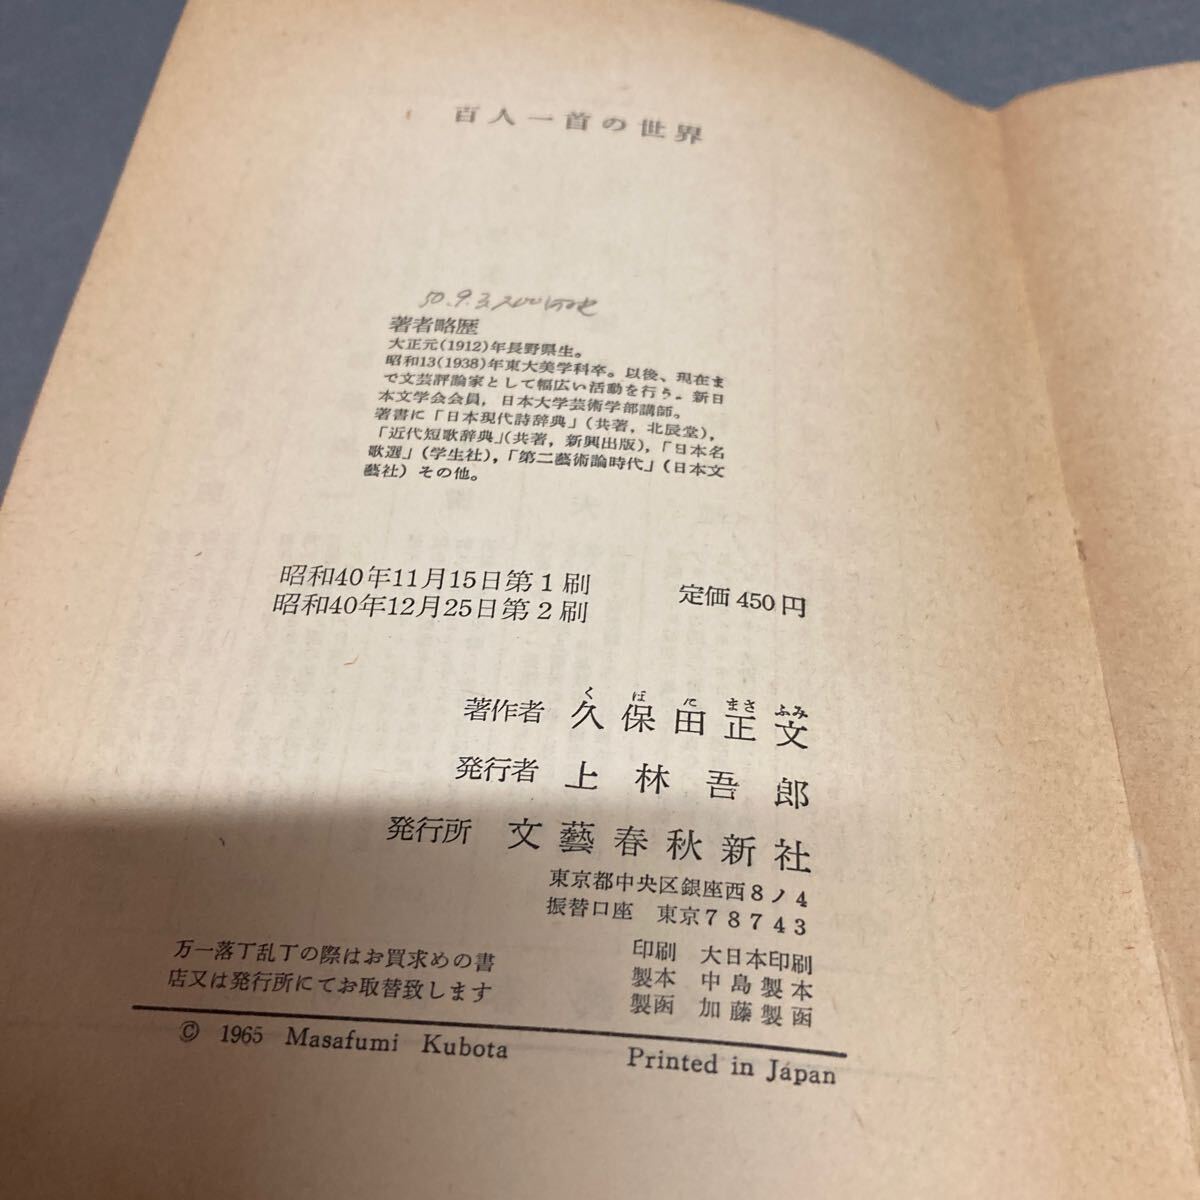 百人一首の世界
50.9.3
著者略歴
大正元(1912)年長野県生。
昭和13(1938)年東大美学科卒。以後、現在ま
で文芸評論家として幅広い活動を行う。新日
本文学会会員，日本大学芸術学部講師。
著書に「日本現代詩辞典」(共著，北辰堂)，
「近代短歌辞典」(共著，新興出版)，「日本名
歌選」(学生社)，「第二藝術論時代」(日本文
藝社) その他。
昭和40年11月15日第1刷 定価 450円
昭和40年12月25日第2刷
くぼたまさふみ
著作者 久保田正文
発行者 上林吾郎
発行所 文藝春秋新社
東京都中央区銀座西8ノ4
振替口座 東京78743
万一落丁乱丁の際はお買求めの書
店又は発行所にてお取替致します
印刷 大日本印刷
製本 中島製本
製函 加藤製函
© 1965 Masafumi Kubota Printed in Japan